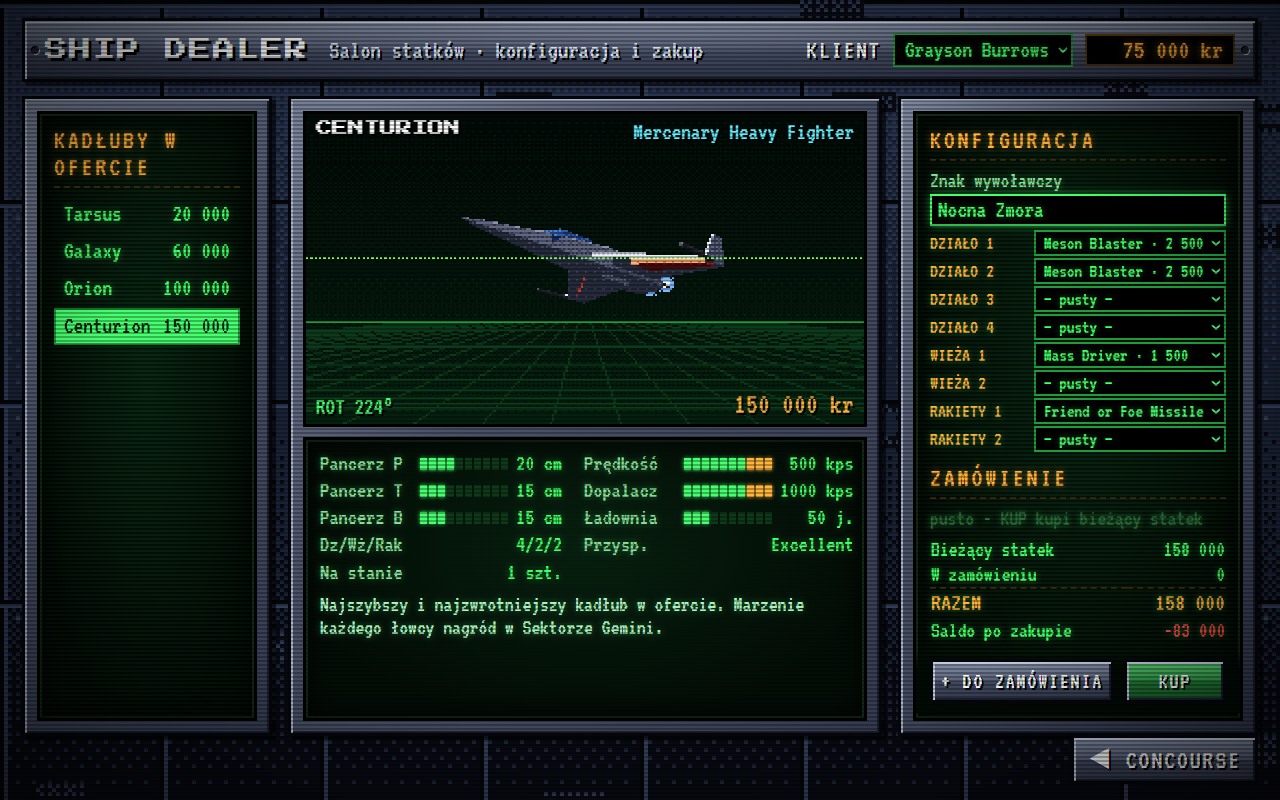 SHIP DEALER Salon statków · konfiguracja i zakup KLIENT Grayson Burrows 75 000 kr
KADŁUBY W
OFERCIE
Tarsus 20 000
Galaxy 60 000
Orion 100 000
Centurion 150 000
CENTURION Mercenary Heavy Fighter
ROT 224° 150 000 kr
Pancerz P 20 cm Prędkość 500 kps
Pancerz T 15 cm Dopalacz 1000 kps
Pancerz B 15 cm Ładownia 50 j.
Dz/Wż/Rak 4/2/2 Przysp. Excellent
Na stanie 1 szt.
Najszybszy i najzwrotniejszy kadłub w ofercie. Marzenie
każdego łowcy nagród w Sektorze Gemini.
KONFIGURACJA
Znak wywoławczy
Nocna Zmora
DZIAŁO 1 Meson Blaster · 2 500
DZIAŁO 2 Meson Blaster · 2 500
DZIAŁO 3 – pusty –
DZIAŁO 4 – pusty –
WIEŻA 1 Mass Driver · 1 500
WIEŻA 2 – pusty –
RAKIETY 1 Friend or Foe Missile
RAKIETY 2 – pusty –
ZAMÓWIENIE
pusto – KUP kupi bieżący statek
Bieżący statek 158 000
W zamówieniu 0
RAZEM 158 000
Saldo po zakupie -83 000
+ DO ZAMÓWIENIA KUP
CONCOURSE